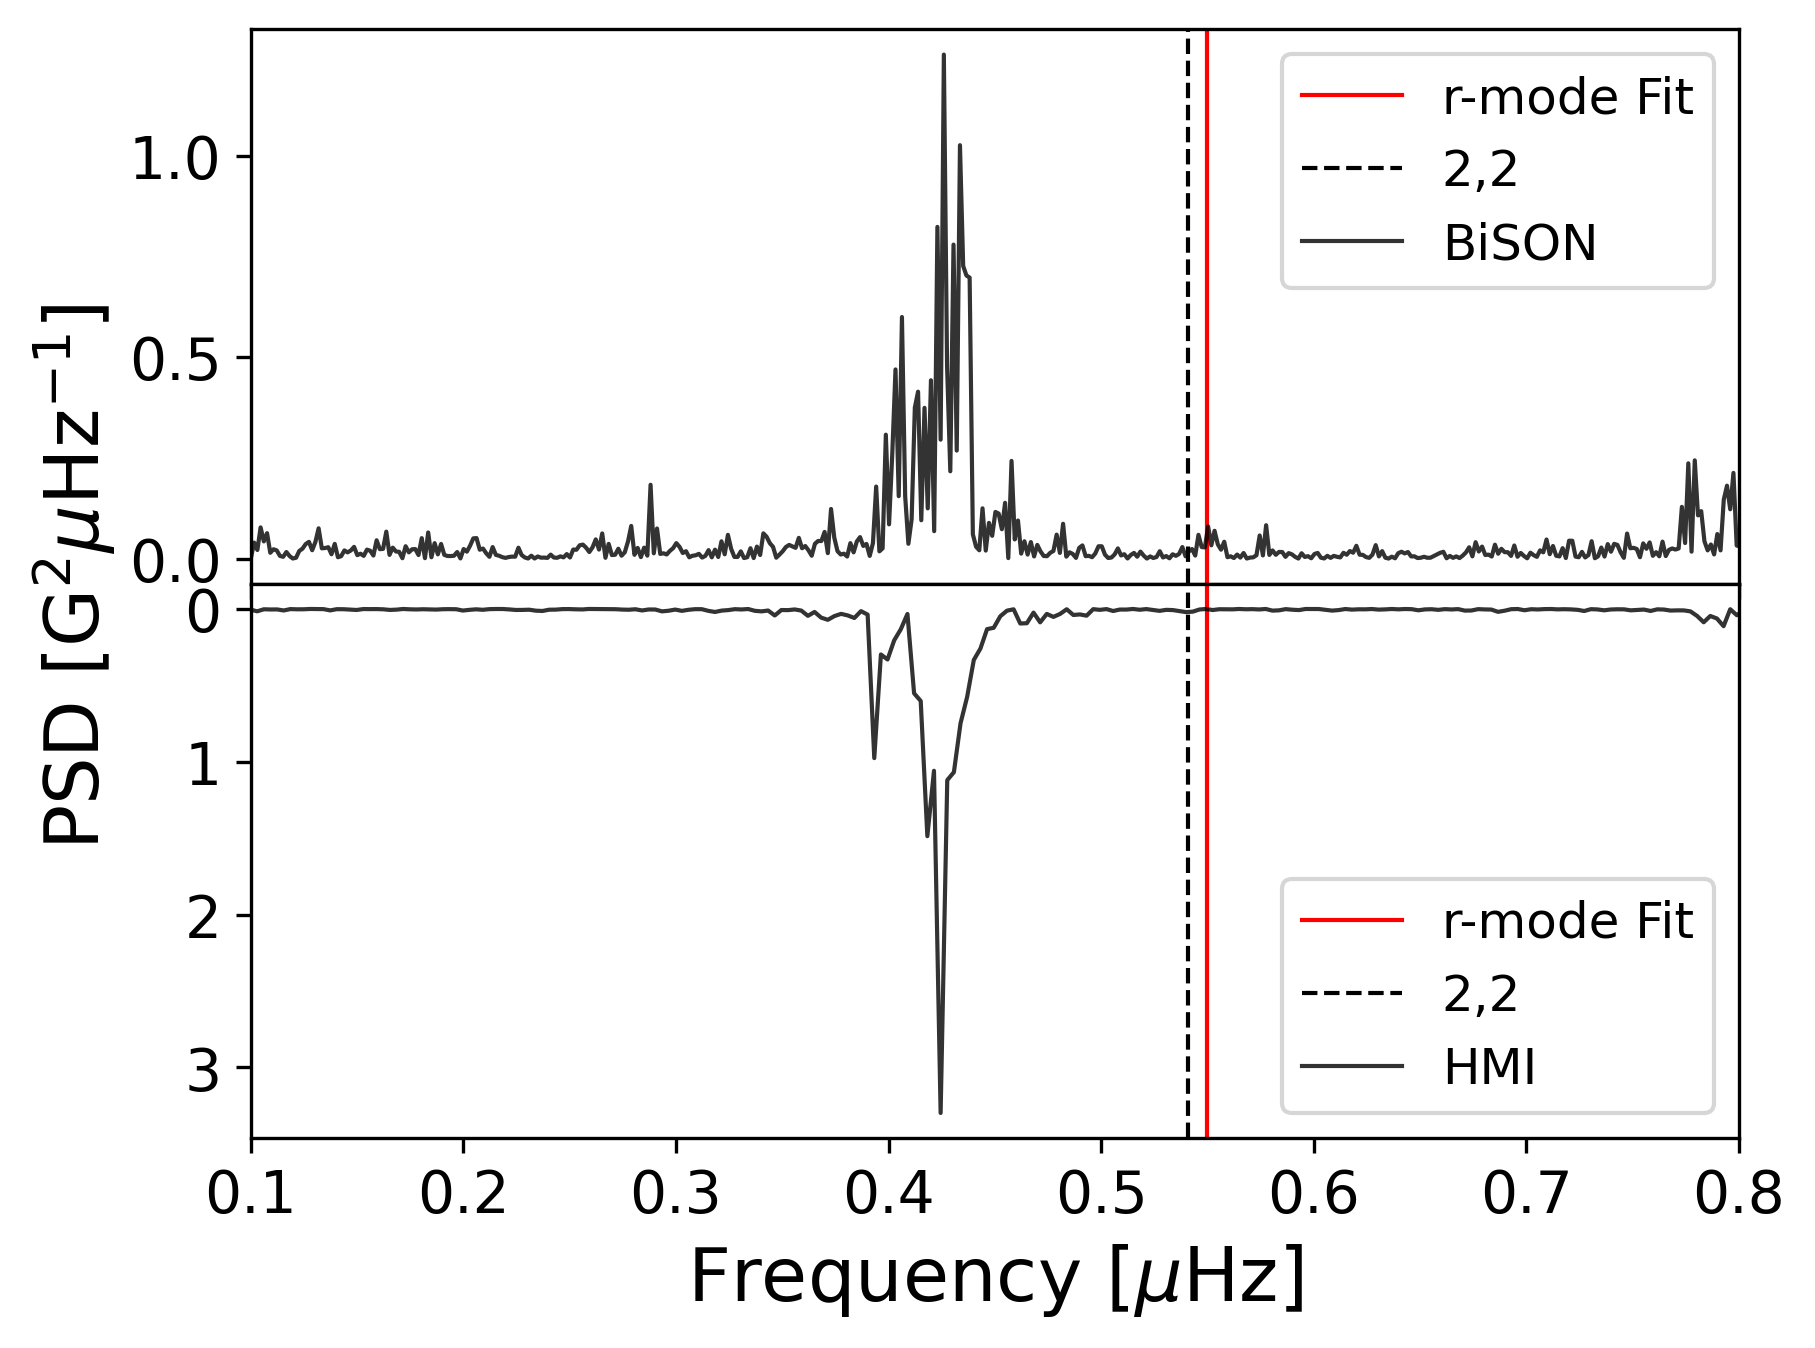 PSD [G²μHz⁻¹]
1.0
0.5
0.0
r-mode Fit
2,2
BiSON
0
1
2
3
r-mode Fit
2,2
HMI
0.1 0.2 0.3 0.4 0.5 0.6 0.7 0.8
Frequency [μHz]